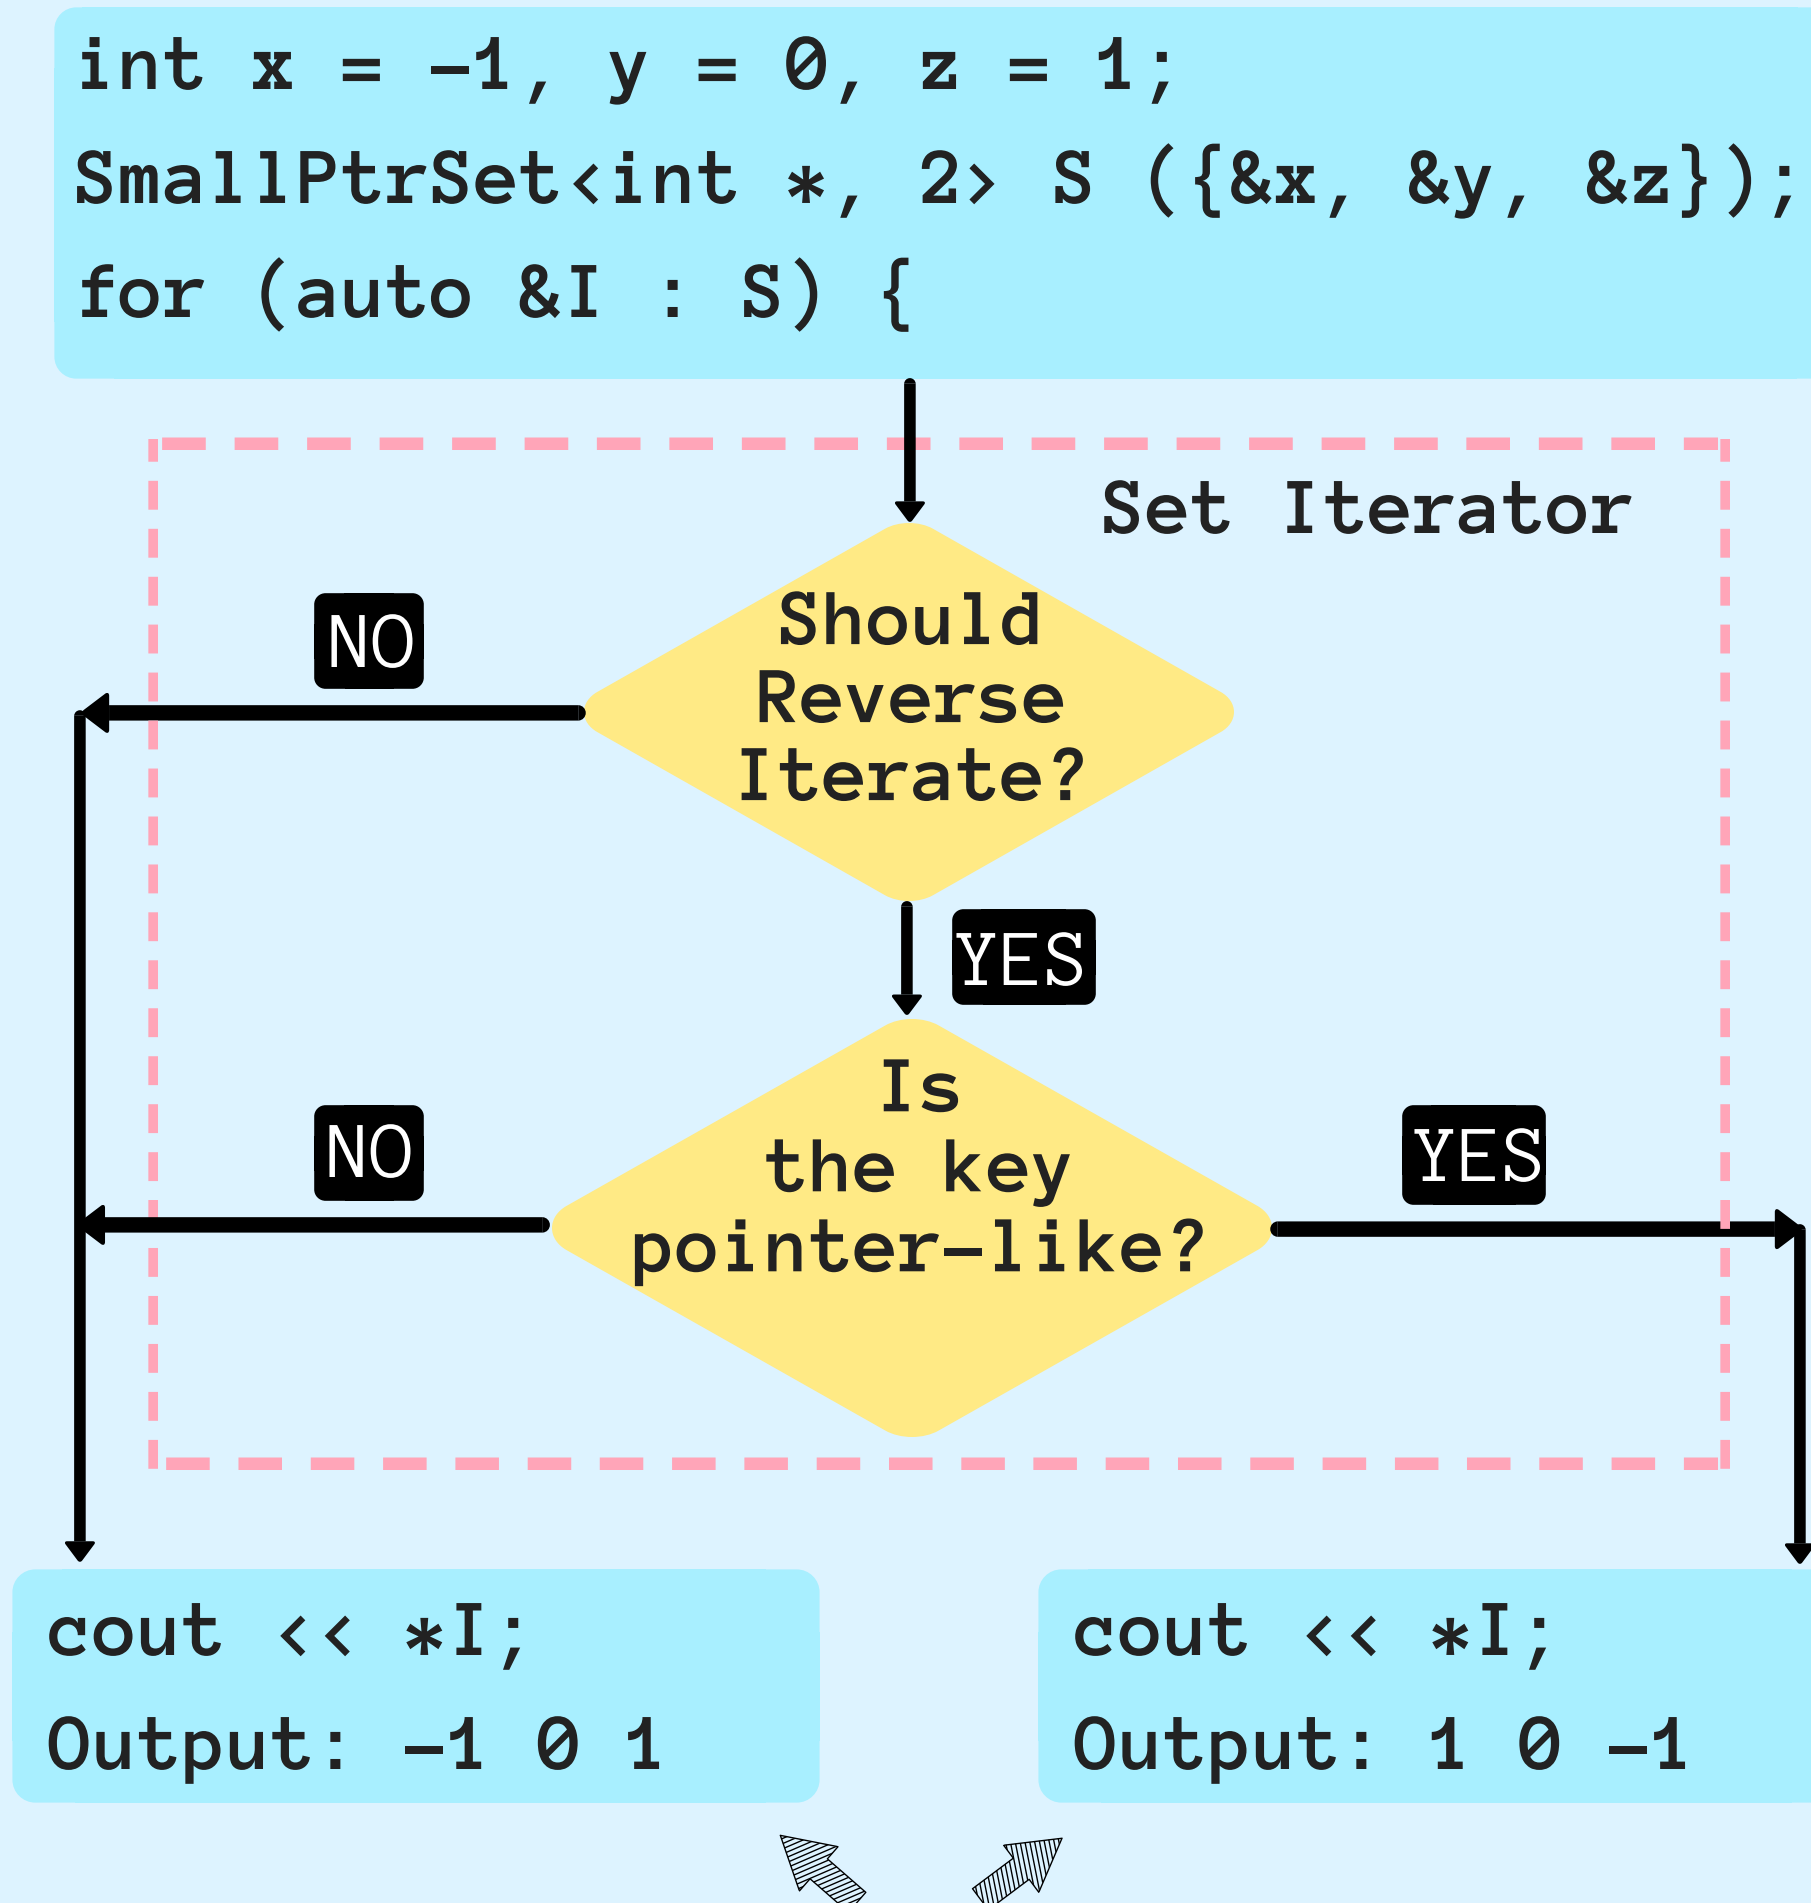 int x = –1, y = 0, z = 1;
SmallPtrSet<int *, 2> S ({&x, &y, &z});
for (auto &I : S) {
Set Iterator
Should
Reverse
Iterate?
NO
YES
Is
the key
pointer–like?
NO
YES
cout << *I;
Output: –1 0 1
cout << *I;
Output: 1 0 –1